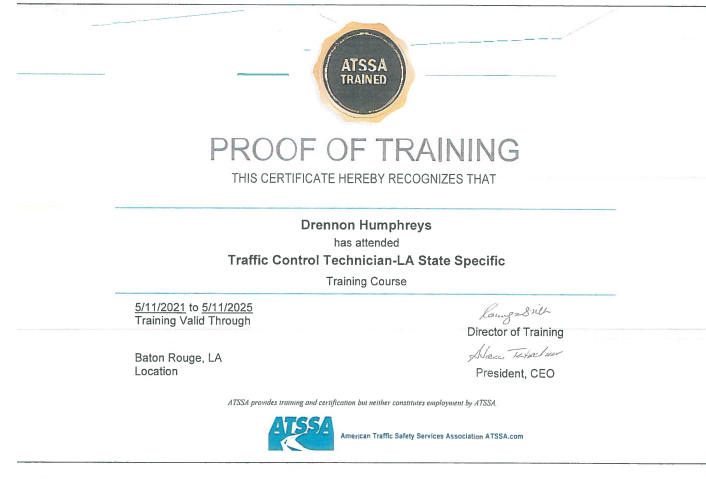 ATSSA
TRAINED
PROOF OF TRAINING
THIS CERTIFICATE HEREBY RECOGNIZES THAT
Drennon Humphreys
has attended
Traffic Control Technician-LA State Specific
Training Course
5/11/2021 to 5/11/2025
Training Valid Through
Director of Training
Baton Rouge, LA
Location
President, CEO
ATSSA provides training and certification but neither constitutes employment by ATSSA.
ATSSA
American Traffic Safety Services Association ATSSA.com